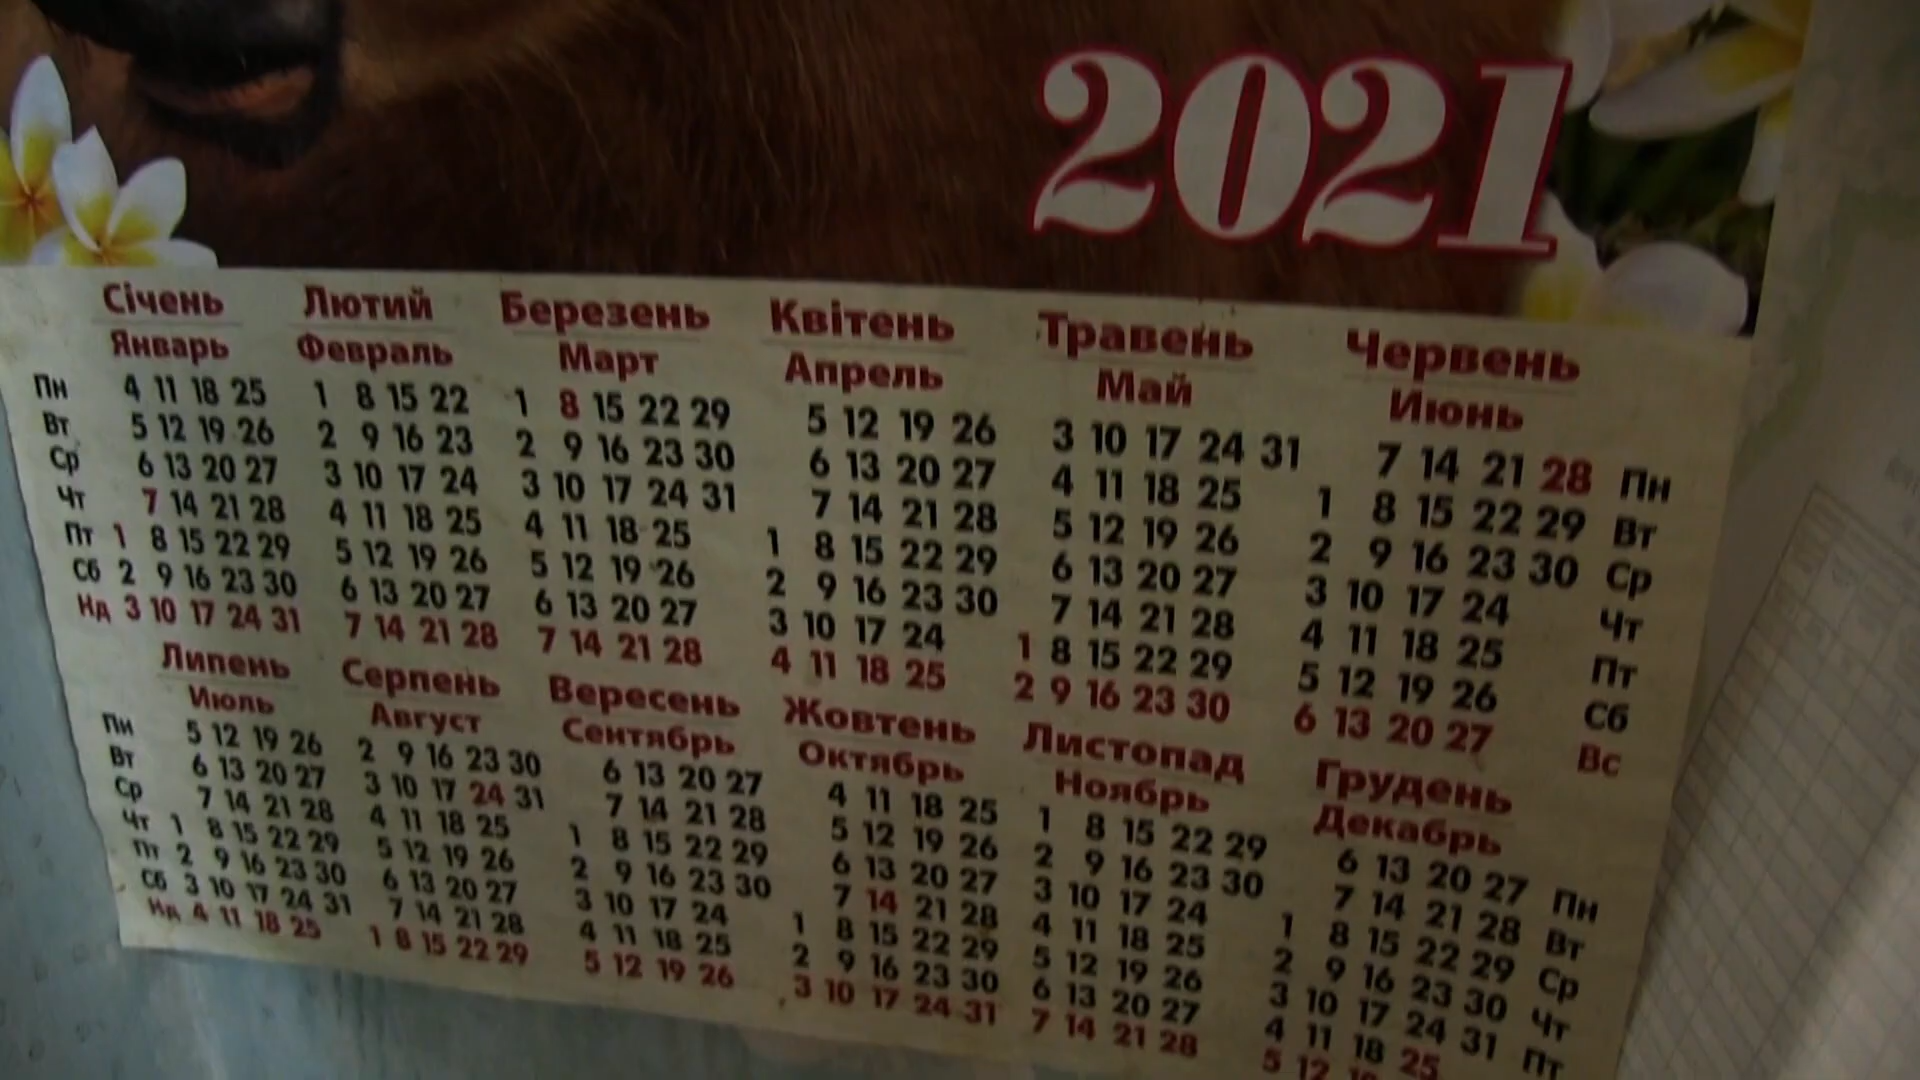 2021
Січень Лютий Березень Квітень Травень Червень
Январь Февраль Март Апрель Май Июнь
Пн 4 11 18 25 1 8 15 22 1 8 15 22 29 5 12 19 26 3 10 17 24 31 7 14 21 28 Пн
Вт 5 12 19 26 2 9 16 23 2 9 16 23 30 6 13 20 27 4 11 18 25 1 8 15 22 29 Вт
Ср 6 13 20 27 3 10 17 24 3 10 17 24 31 7 14 21 28 5 12 19 26 2 9 16 23 30 Ср
Чт 7 14 21 28 4 11 18 25 4 11 18 25 1 8 15 22 29 6 13 20 27 3 10 17 24 Чт
Пт 1 8 15 22 29 5 12 19 26 5 12 19 26 2 9 16 23 30 7 14 21 28 4 11 18 25 Пт
Сб 2 9 16 23 30 6 13 20 27 6 13 20 27 3 10 17 24 1 8 15 22 29 5 12 19 26 Сб
Нд 3 10 17 24 31 7 14 21 28 7 14 21 28 4 11 18 25 2 9 16 23 30 6 13 20 27 Вс
Липень Серпень Вересень Жовтень Листопад Грудень
Июль Август Сентябрь Октябрь Ноябрь Декабрь
Пн 5 12 19 26 2 9 16 23 30 6 13 20 27 4 11 18 25 1 8 15 22 29 6 13 20 27 Пн
Вт 6 13 20 27 3 10 17 24 31 7 14 21 28 5 12 19 26 2 9 16 23 30 7 14 21 28 Вт
Ср 7 14 21 28 4 11 18 25 1 8 15 22 29 6 13 20 27 3 10 17 24 1 8 15 22 29 Ср
Чт 1 8 15 22 29 5 12 19 26 2 9 16 23 30 7 14 21 28 4 11 18 25 2 9 16 23 30 Чт
Пт 2 9 16 23 30 6 13 20 27 3 10 17 24 1 8 15 22 29 5 12 19 26 3 10 17 24 31 Пт
Сб 3 10 17 24 31 7 14 21 28 4 11 18 25 2 9 16 23 30 6 13 20 27 4 11 18 25
Нд 4 11 18 25 1 8 15 22 29 5 12 19 26 3 10 17 24 31 7 14 21 28 5 12